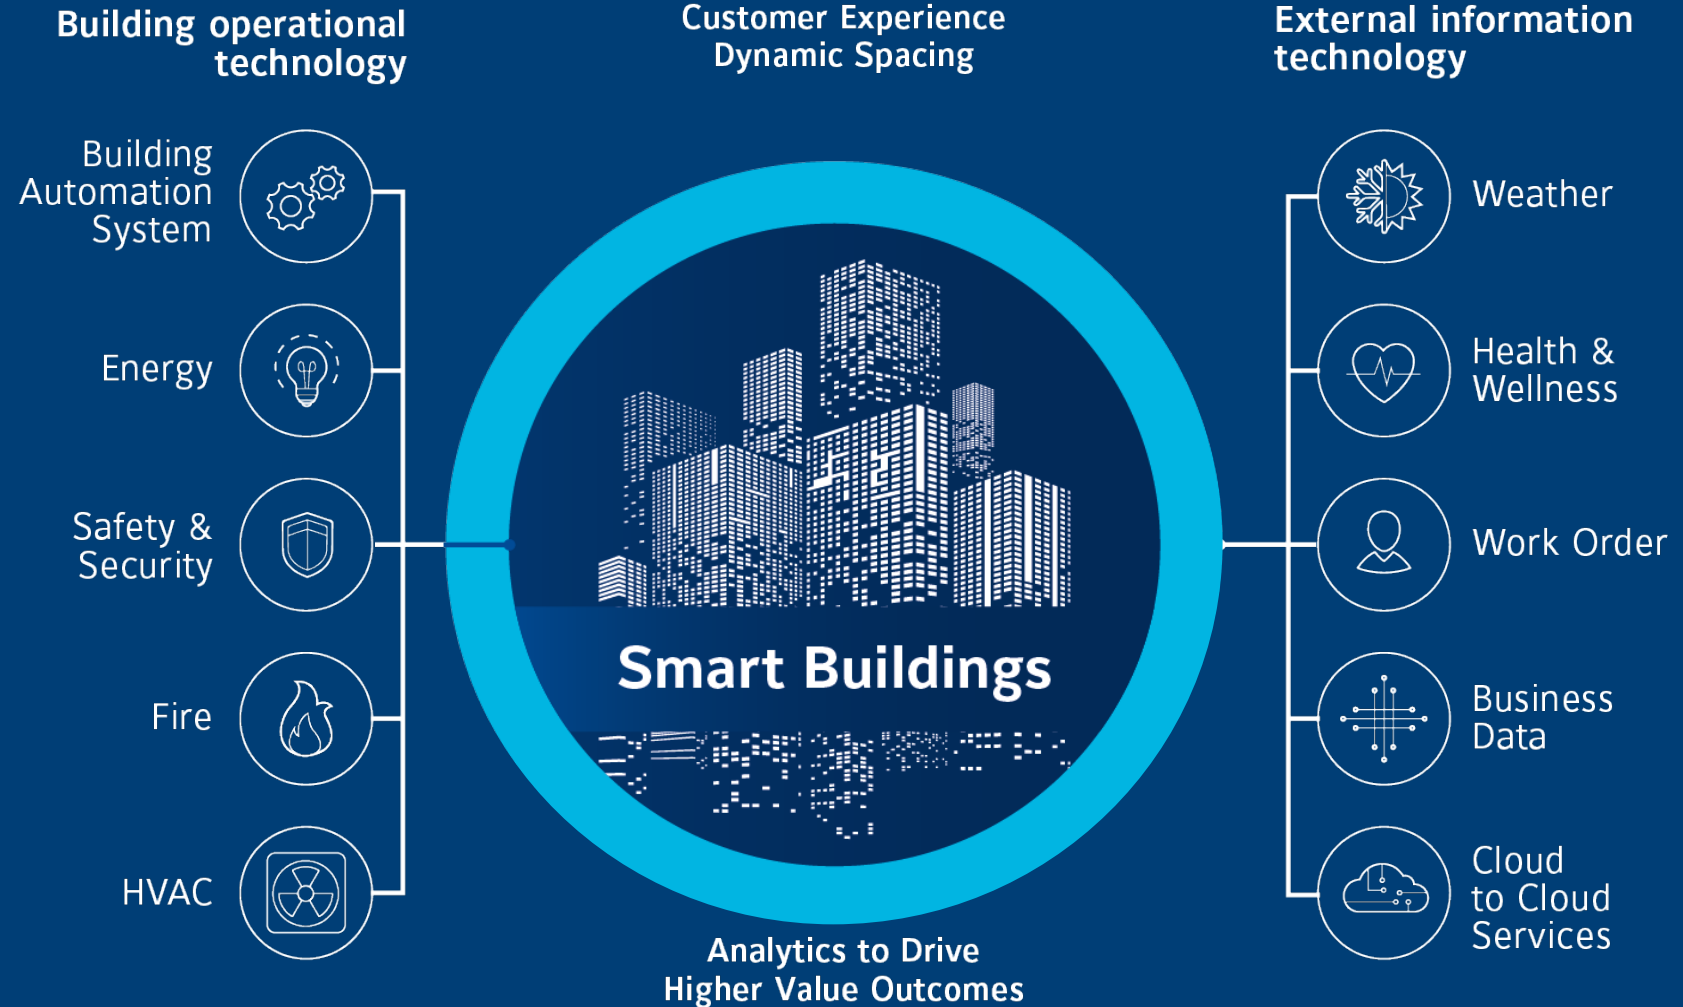 Building operational
technology
Customer Experience
Dynamic Spacing
External information
technology
Building
Automation
System
Energy
Safety &
Security
Fire
HVAC
Smart Buildings
Weather
Health &
Wellness
Work Order
Business
Data
Cloud
to Cloud
Services
Analytics to Drive
Higher Value Outcomes